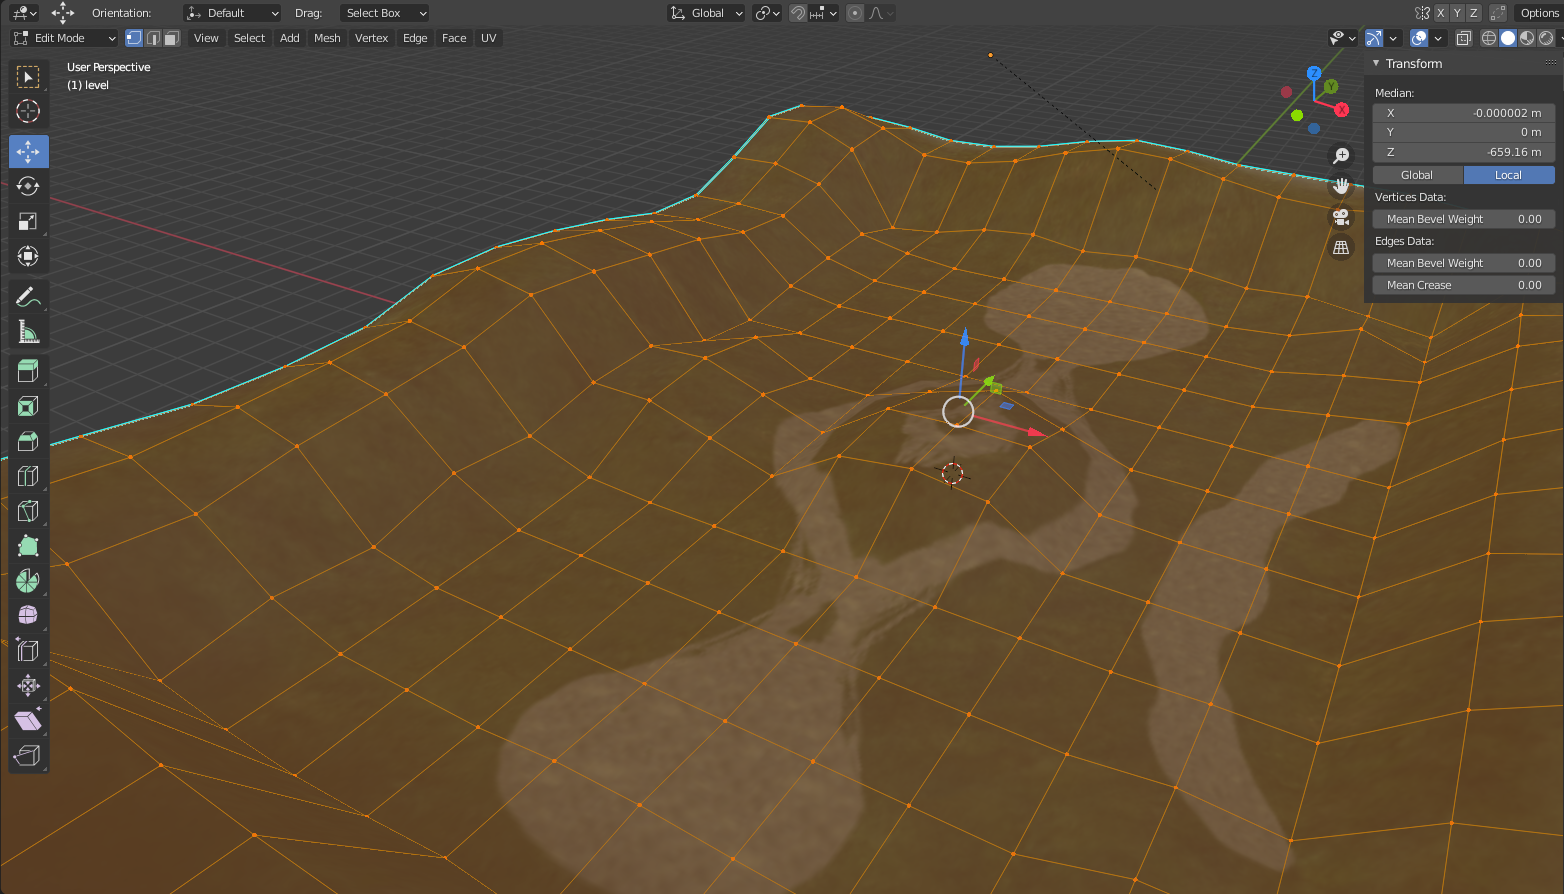 Orientation: Default Drag: Select Box Global X Y Z Options
Edit Mode View Select Add Mesh Vertex Edge Face UV
User Perspective
(1) level
Z
Y
X
Transform
Median:
X -0.000002 m
Y 0 m
Z -659.16 m
Global Local
Vertices Data:
Mean Bevel Weight 0.00
Edges Data:
Mean Bevel Weight 0.00
Mean Crease 0.00